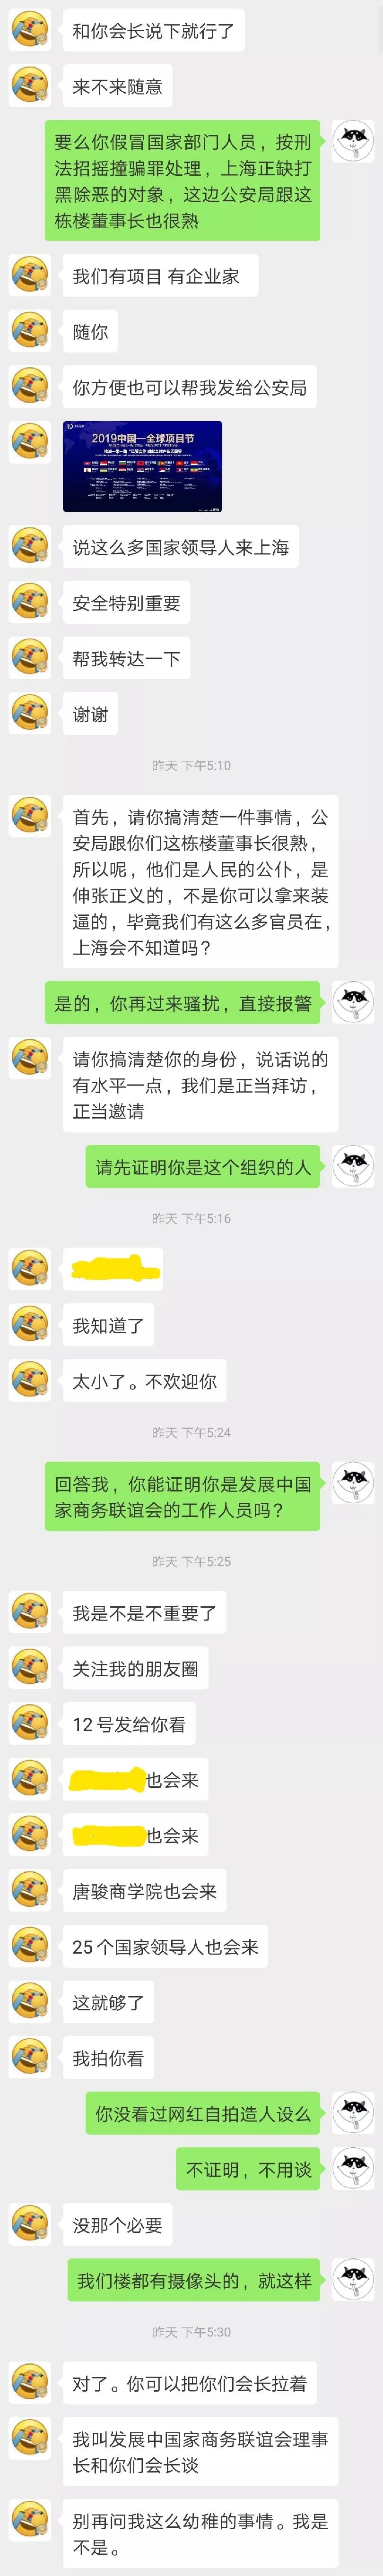 和你会长说下就行了
来不来随意
要么你假冒国家部门人员，按刑
法招摇撞骗罪处理，上海正缺打
黑除恶的对象，这边公安局跟这
栋楼董事长也很熟
我们有项目 有企业家
随你
你方便也可以帮我发给公安局
2019中国—全球项目节
说这么多国家领导人来上海
安全特别重要
帮我转达一下
谢谢
昨天 下午5:10
首先，请你搞清楚一件事情，公
安局跟你们这栋楼董事长很熟，
所以呢，他们是人民的公仆，是
伸张正义的，不是你可以拿来装
逼的，毕竟我们有这么多官员在，
上海会不知道吗？
是的，你再过来骚扰，直接报警
请你搞清楚你的身份，说话说的
有水平一点，我们是正当拜访，
正当邀请
请先证明你是这个组织的人
昨天 下午5:16
我知道了
太小了。不欢迎你
昨天 下午5:24
回答我，你能证明你是发展中国
家商务联谊会的工作人员吗？
昨天 下午5:25
我是不是不重要了
关注我的朋友圈
12号发给你看
也会来
也会来
唐骏商学院也会来
25个国家领导人也会来
这就够了
我拍你看
你没看过网红自拍造人设么
不证明，不用谈
没那个必要
我们楼都有摄像头的，就这样
昨天 下午5:30
对了。你可以把你们会长拉着
我叫发展中国家商务联谊会理事
长和你们会长谈
别再问我这么幼稚的事情。我是
不是。